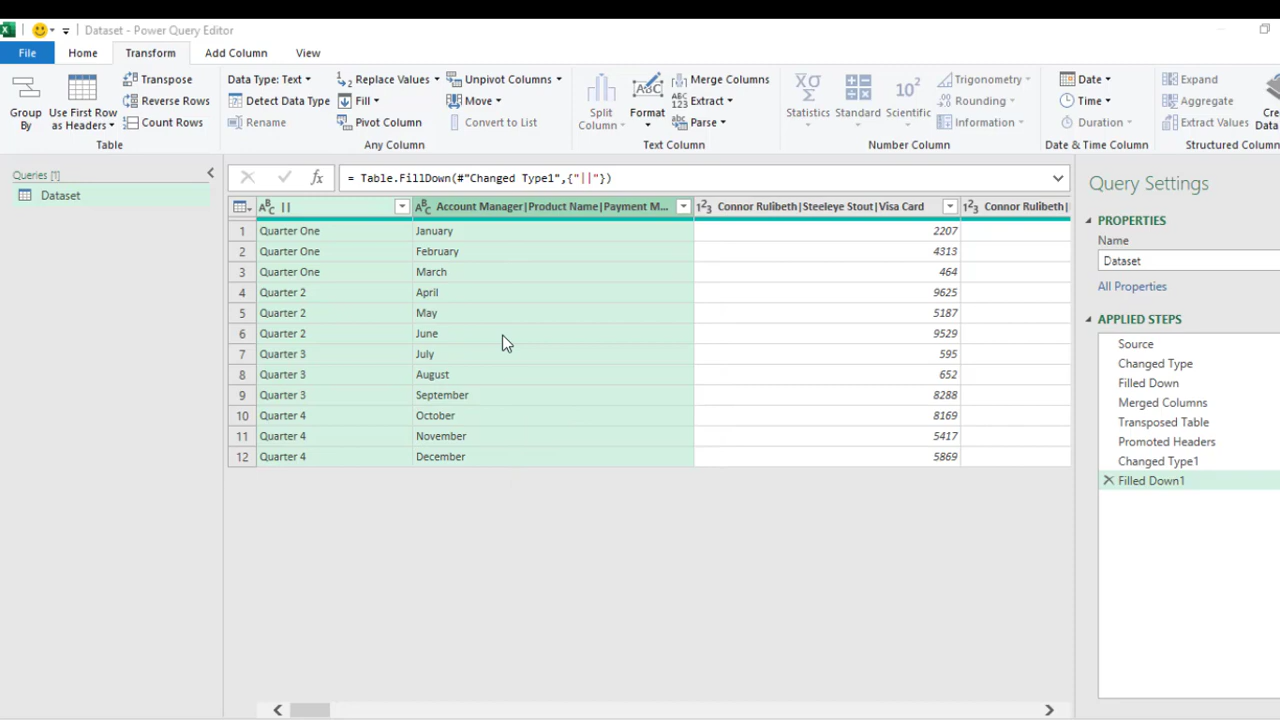 Dataset - Power Query Editor
File Home Transform Add Column View
Group By
Use First Row as Headers
Transpose
Reverse Rows
Count Rows
Table
Data Type: Text
Detect Data Type
Rename
Replace Values
Fill
Pivot Column
Unpivot Columns
Move
Convert to List
Any Column
Split Column
Format
Merge Columns
Extract
Parse
Text Column
Statistics
Standard
Scientific
Trigonometry
Rounding
Information
Number Column
Date
Time
Duration
Date & Time Column
Expand
Aggregate
Extract Values
Structured
Queries [1]
Dataset
fx = Table.FillDown(#"Changed Type1",{"||"})
|| Account Manager|Product Name|Payment M... Connor Rulibeth|Steeleye Stout|Visa Card Connor Rulibeth|
1 Quarter One January 2207
2 Quarter One February 4313
3 Quarter One March 464
4 Quarter 2 April 9625
5 Quarter 2 May 5187
6 Quarter 2 June 9529
7 Quarter 3 July 595
8 Quarter 3 August 652
9 Quarter 3 September 8288
10 Quarter 4 October 8169
11 Quarter 4 November 5417
12 Quarter 4 December 5869
Query Settings
PROPERTIES
Name
Dataset
All Properties
APPLIED STEPS
Source
Changed Type
Filled Down
Merged Columns
Transposed Table
Promoted Headers
Changed Type1
Filled Down1